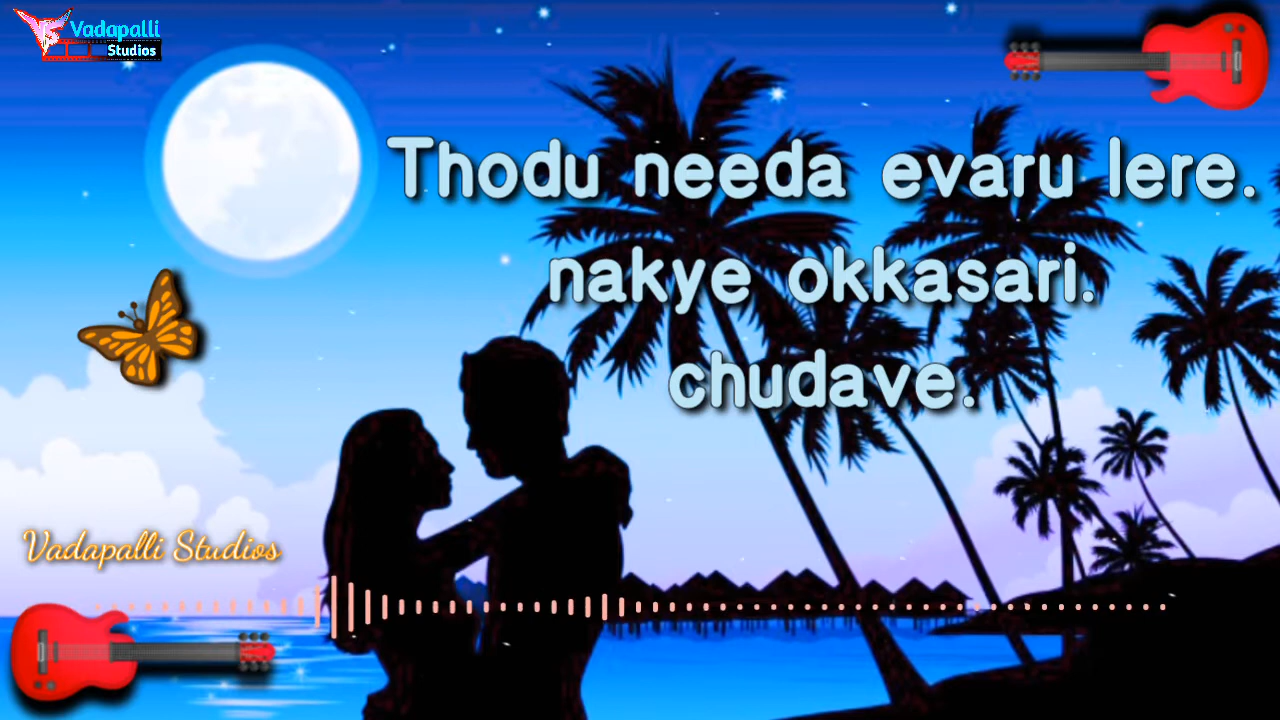 Vadapalli
Studios
Thodu needa evaru lere.
nakye okkasari.
chudave.
Vadapalli Studios